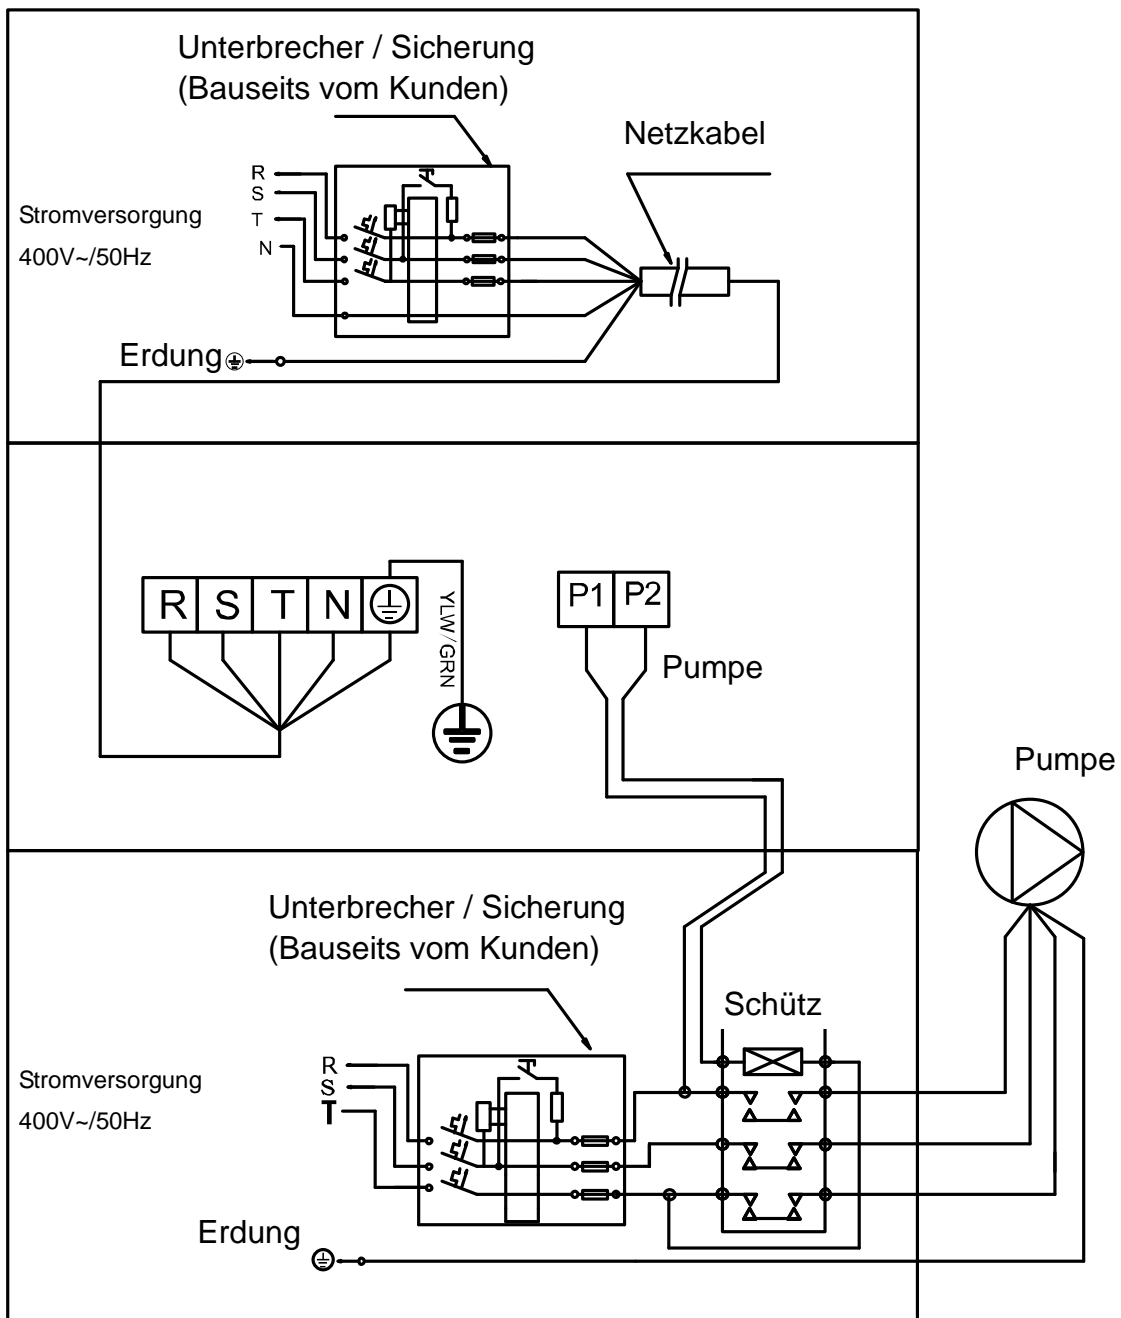 Unterbrecher / Sicherung
(Bauseits vom Kunden)
Netzkabel
R
S
T
N
Stromversorgung
400V~/50Hz
Erdung
R S T N
YLW/GRN
P1 P2
Pumpe
Pumpe
Unterbrecher / Sicherung
(Bauseits vom Kunden)
Schütz
R
S
T
Stromversorgung
400V~/50Hz
Erdung